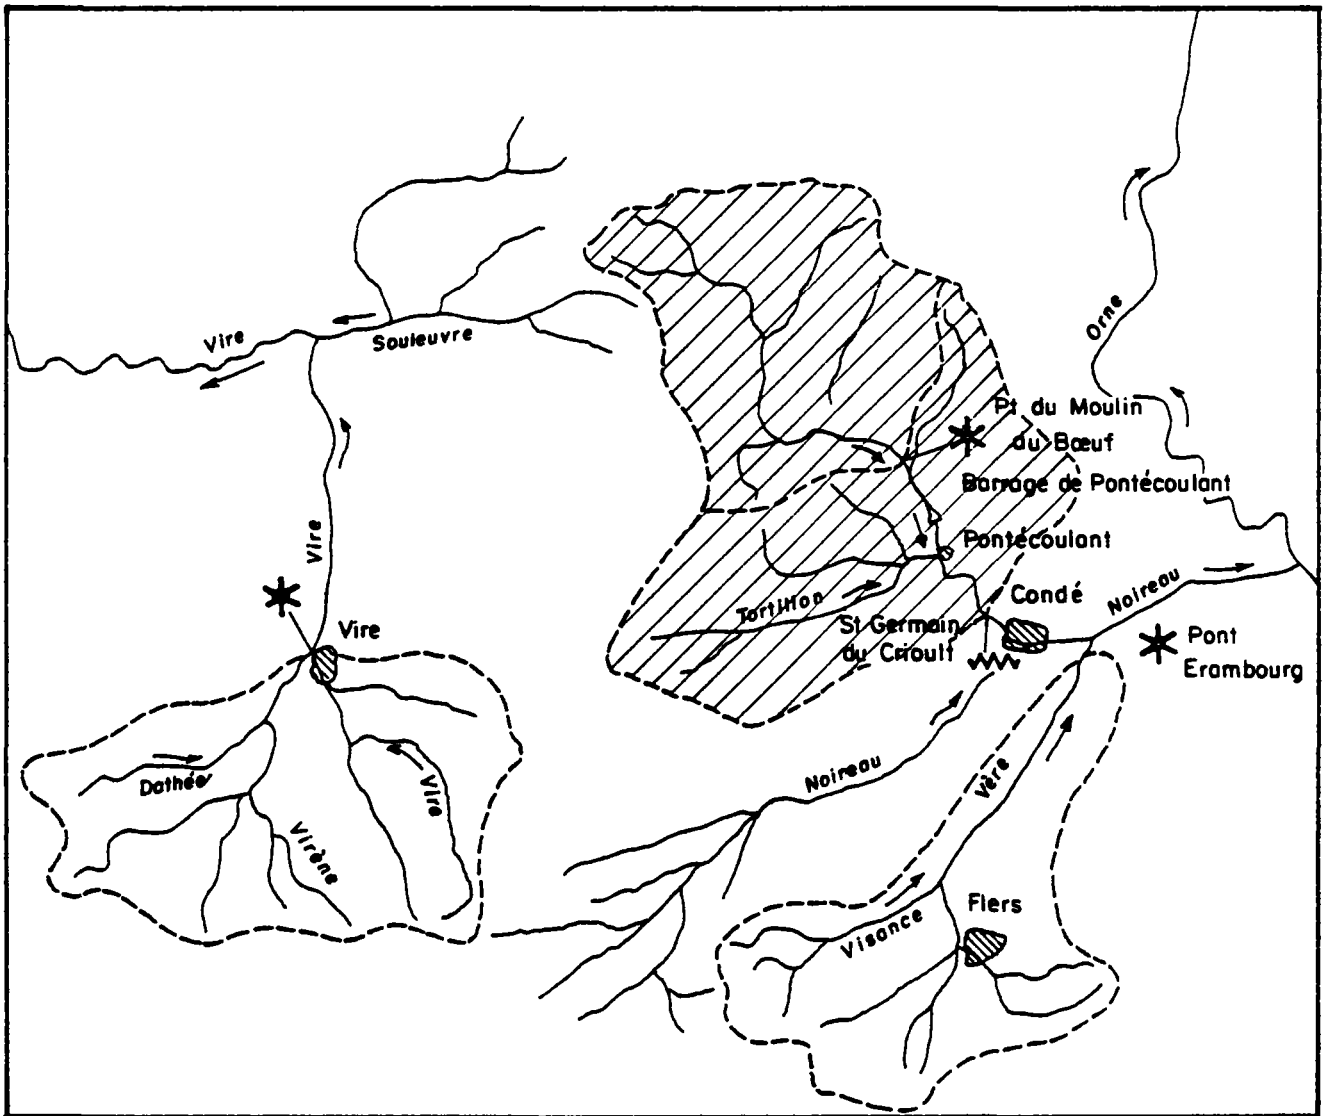 Vire
Souleuvre
Orne
Pt. du Moulin
du Bœuf
Barrage de Pontécoulant
Pontécoulant
Vire
Tortillon
Condé
Noireau
St Germain
du Crioult
Vire
Pont
Erambourg
Dathée
Vire
Virène
Noireau
Vère
Visance
Flers